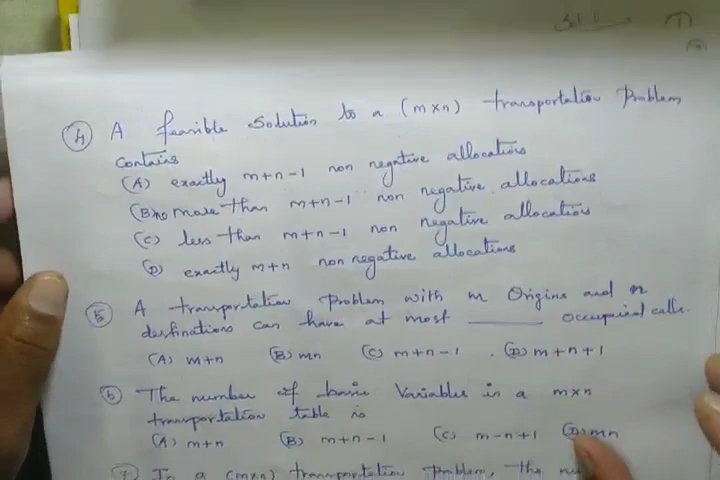 (4) A feasible solution to a (m×n) transportation Problem
contains
(A) exactly m+n-1 non negative allocations
(B) no more than m+n-1 non negative allocations
(C) less than m+n-1 non negative allocations
(D) exactly m+n non negative allocations
(5) A transportation Problem with m Origins and n
destinations can have at most ______ occupied cells.
(A) m+n (B) mn (C) m+n-1 . (D) m+n+1
(6) The number of basic Variables in a m×n
transportation table is
(A) m+n (B) m+n-1 (C) m-n+1 (D) mn
(7) In a (m×n) transportation problem, the